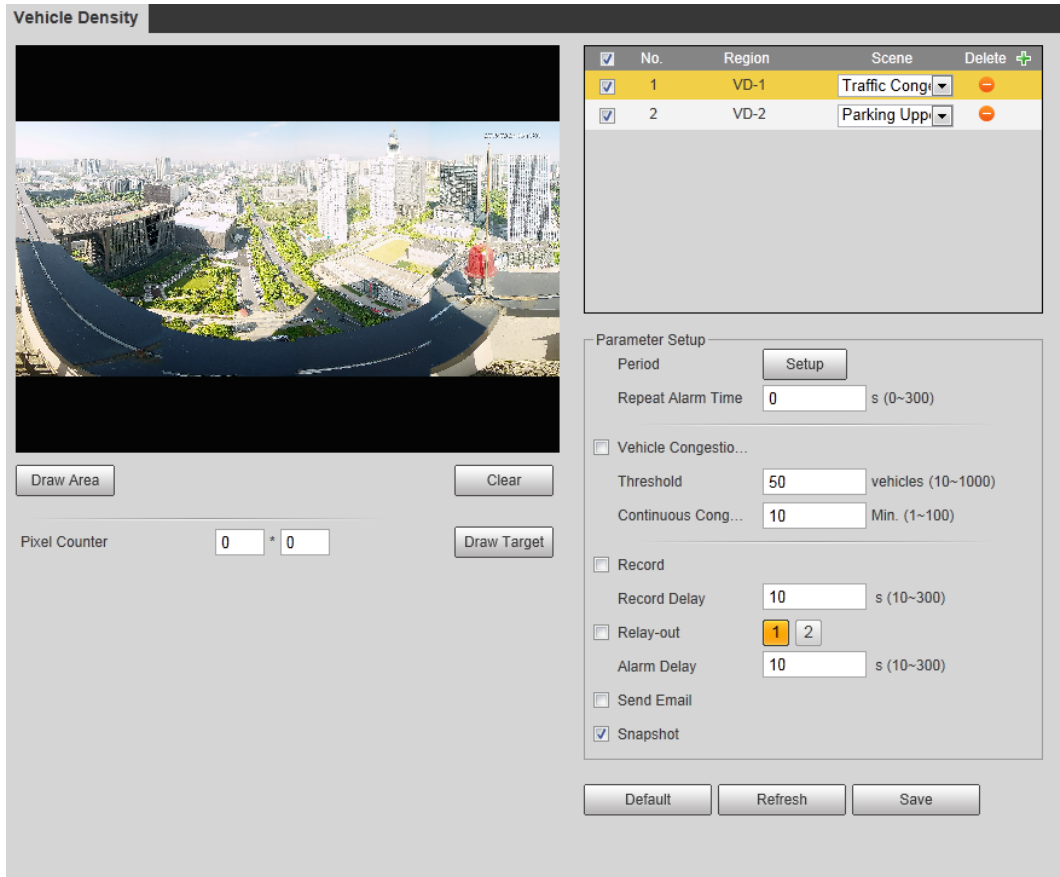 Vehicle Density
No. Region Scene Delete
1 VD-1 Traffic Cong
2 VD-2 Parking Upp
Draw Area Clear
Pixel Counter 0 * 0 Draw Target
Parameter Setup
Period Setup
Repeat Alarm Time 0 s (0~300)
Vehicle Congestio...
Threshold 50 vehicles (10~1000)
Continuous Cong... 10 Min. (1~100)
Record
Record Delay 10 s (10~300)
Relay-out 1 2
Alarm Delay 10 s (10~300)
Send Email
Snapshot
Default Refresh Save